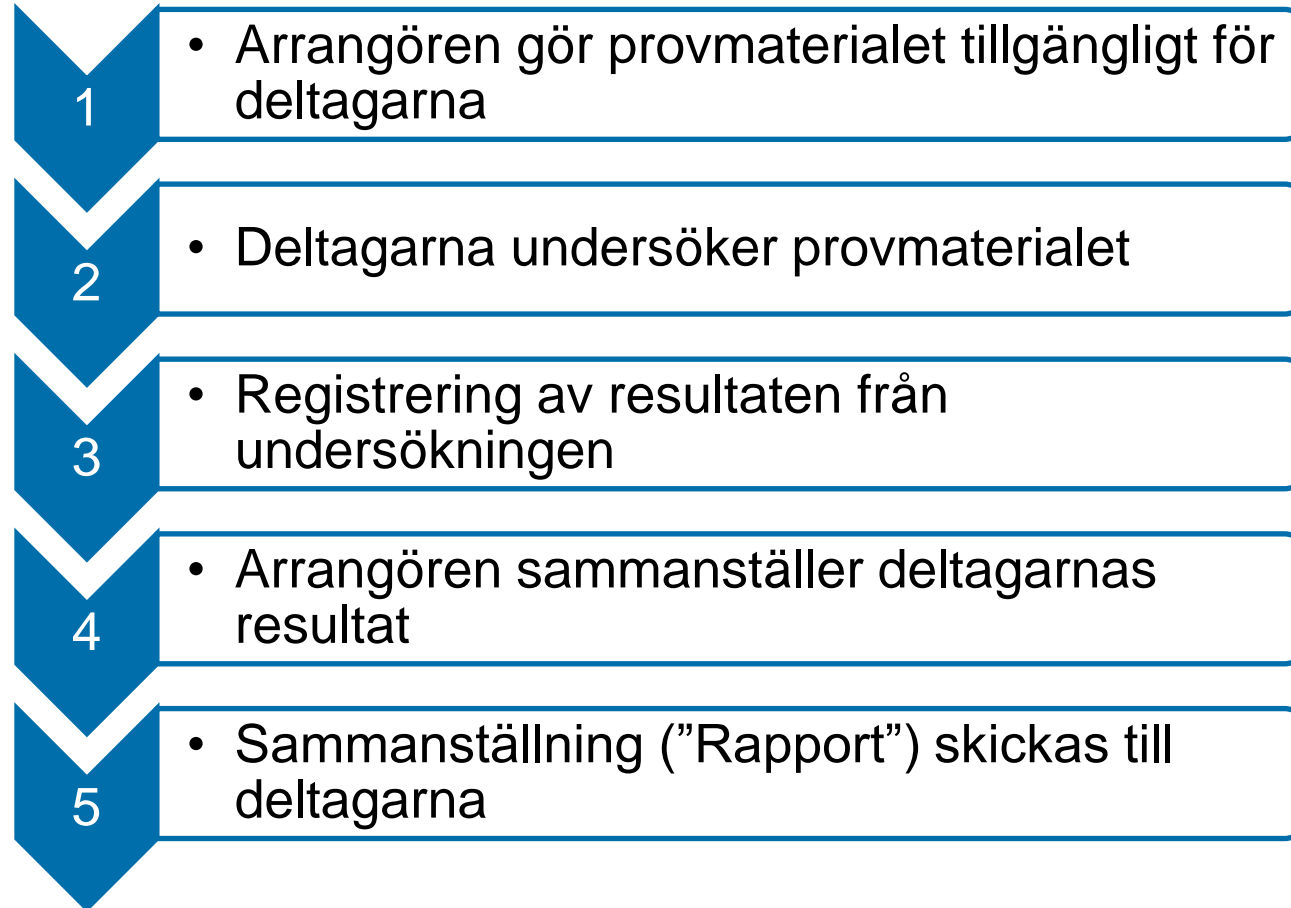 1
• Arrangören gör provmaterialet tillgängligt för
deltagarna
2
• Deltagarna undersöker provmaterialet
3
• Registrering av resultaten från
undersökningen
4
• Arrangören sammanställer deltagarnas
resultat
5
• Sammanställning (”Rapport”) skickas till
deltagarna